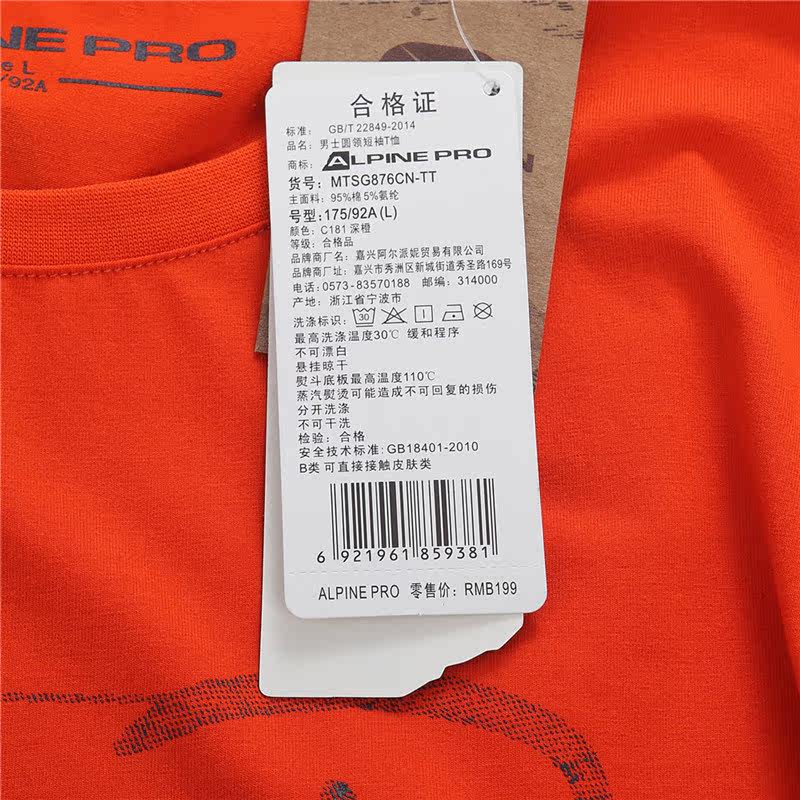 NE PRO
e L
/92A
合格证
标准: GB/T 22849-2014
品名: 男士圆领短袖T恤
商标: ALPINE PRO
货号: MTSG876CN-TT
主面料: 95%棉 5%氨纶
号型:175/92A(L)
颜色: C181 深橙
等级: 合格品
品牌商厂名: 嘉兴阿尔派妮贸易有限公司
品牌商厂址: 嘉兴市秀洲区新城街道秀圣路169号
电话:0573-83570188 邮编: 314000
产地: 浙江省宁波市
洗涤标识: 30
最高洗涤温度30℃ 缓和程序
不可漂白
悬挂晾干
熨斗底板最高温度110℃
蒸汽熨烫可能造成不可回复的损伤
分开洗涤
不可干洗
检验: 合格
安全技术标准:GB18401-2010
B类 可直接接触皮肤类
6 921961 859381
ALPINE PRO 零售价: RMB199